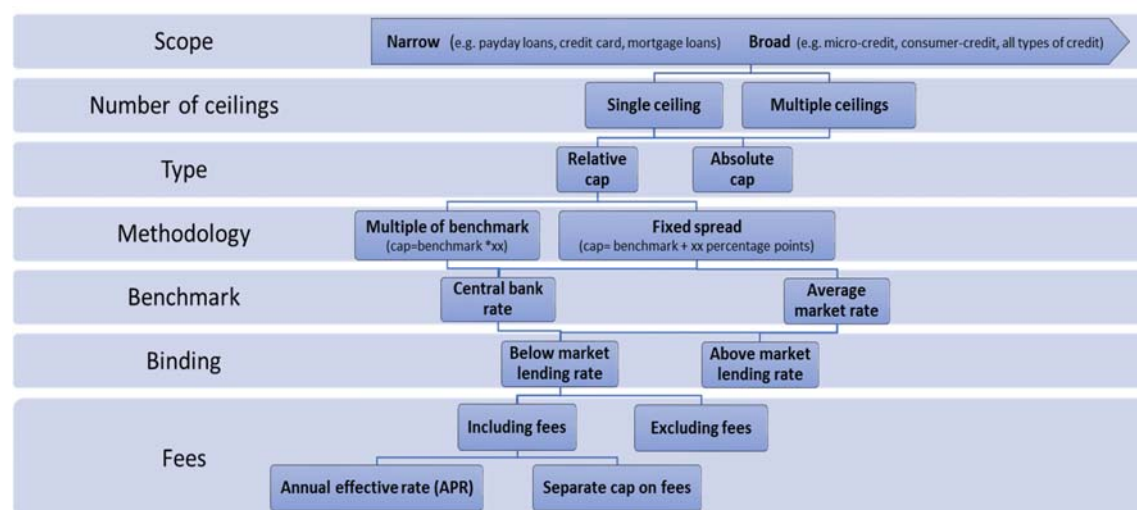 Scope
Narrow (e.g. payday loans, credit card, mortgage loans) Broad (e.g. micro-credit, consumer-credit, all types of credit)
Number of ceilings
Single ceiling
Multiple ceilings
Type
Relative
cap
Absolute
cap
Methodology
Multiple of benchmark
(cap=benchmark *xx)
Fixed spread
(cap= benchmark + xx percentage points)
Benchmark
Central bank
rate
Average
market rate
Binding
Below market
lending rate
Above market
lending rate
Fees
Including fees
Excluding fees
Annual effective rate (APR)
Separate cap on fees